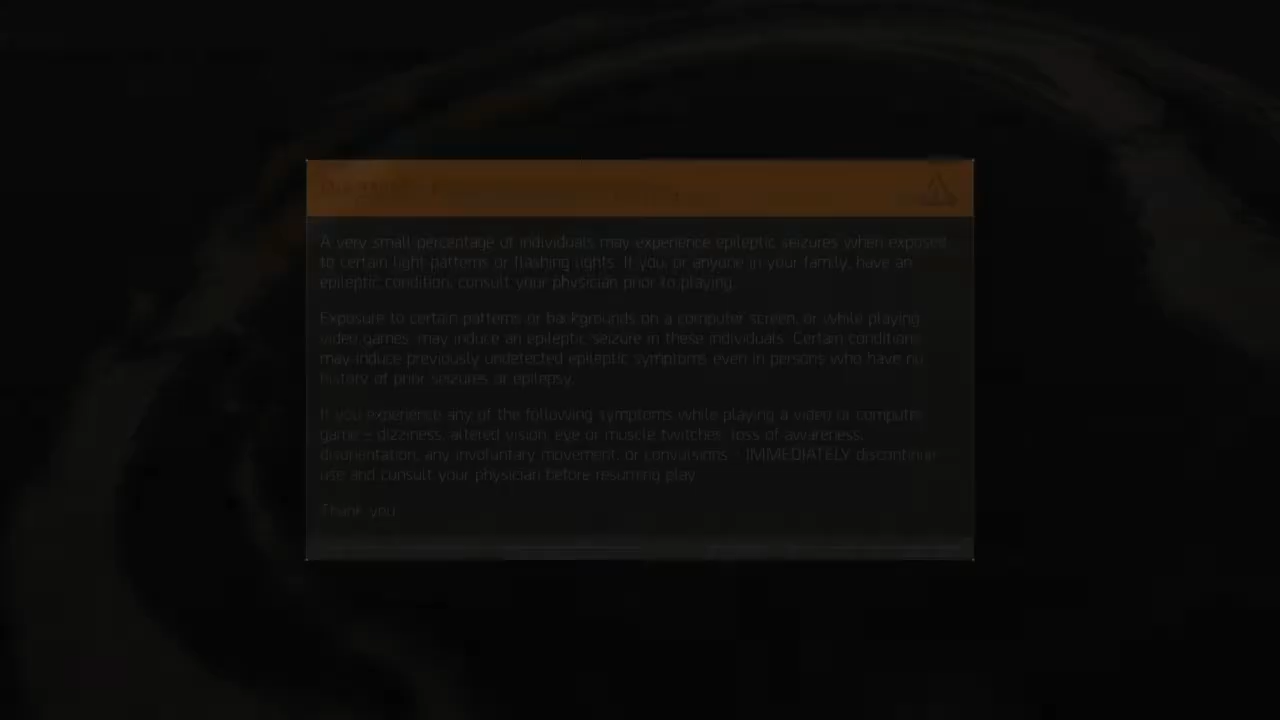 A very small percentage of individuals may experience epileptic seizures when exposed
to certain light patterns or flashing lights. If you, or anyone in your family, have an
epileptic condition, consult your physician prior to playing.
Exposure to certain patterns or backgrounds on a computer screen, or while playing
video games, may induce an epileptic seizure in these individuals. Certain conditions
may induce previously undetected epileptic symptoms even in persons who have no
history of prior seizures or epilepsy.
If you experience any of the following symptoms while playing a video or computer
game - dizziness, altered vision, eye or muscle twitches, loss of awareness,
disorientation, any involuntary movement, or convulsions - IMMEDIATELY discontinue
use and consult your physician before resuming play.
Thank you